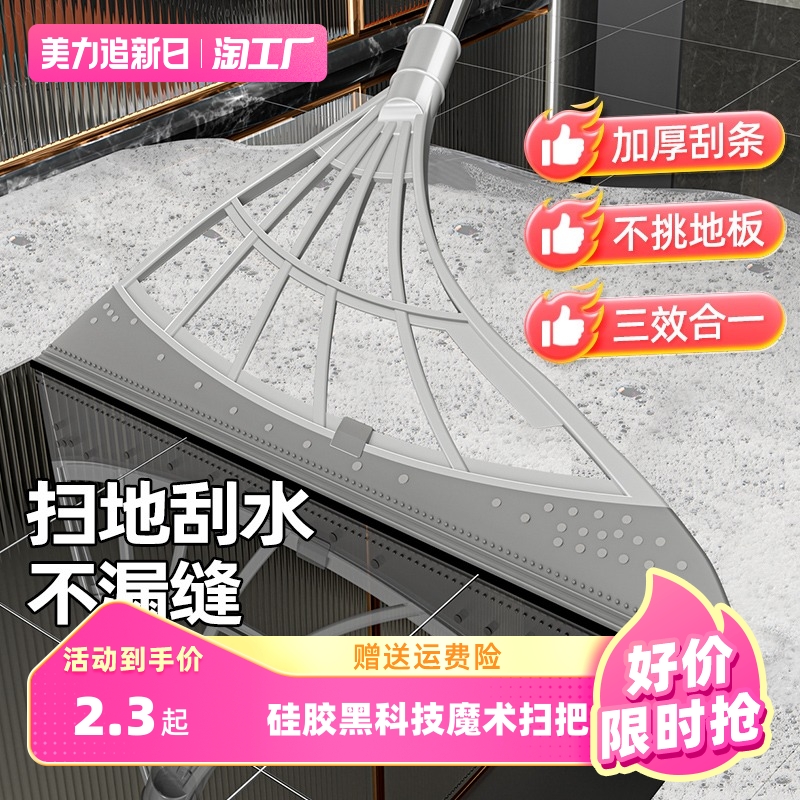 美力追新日 | 淘工厂
加厚刮条
不挑地板
三效合一
扫地刮水
不漏缝
活动到手价
赠送运费险
2.3起
硅胶黑科技魔术扫把
好价
限时抢